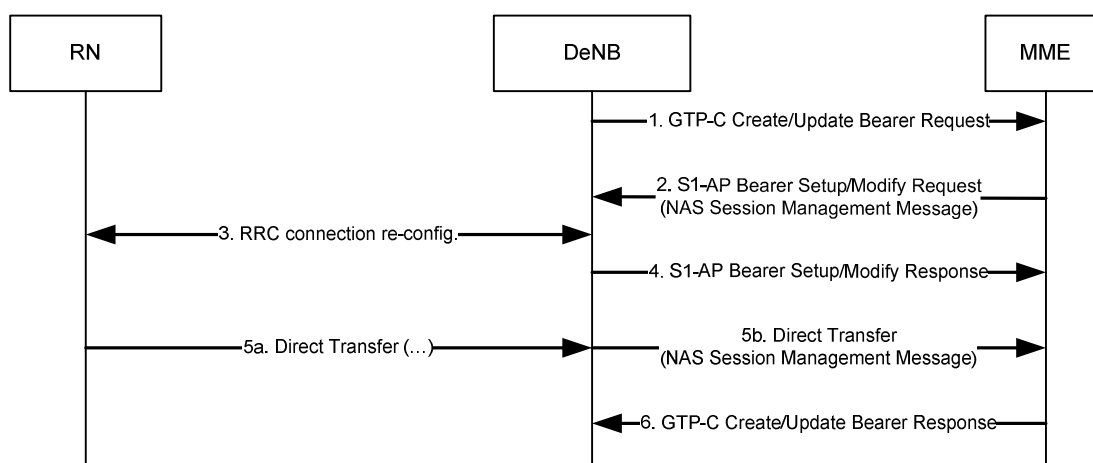 RN
DeNB
MME
1. GTP-C Create/Update Bearer Request
2. S1-AP Bearer Setup/Modify Request
(NAS Session Management Message)
3. RRC connection re-config.
4. S1-AP Bearer Setup/Modify Response
5a. Direct Transfer (…)
5b. Direct Transfer
(NAS Session Management Message)
6. GTP-C Create/Update Bearer Response